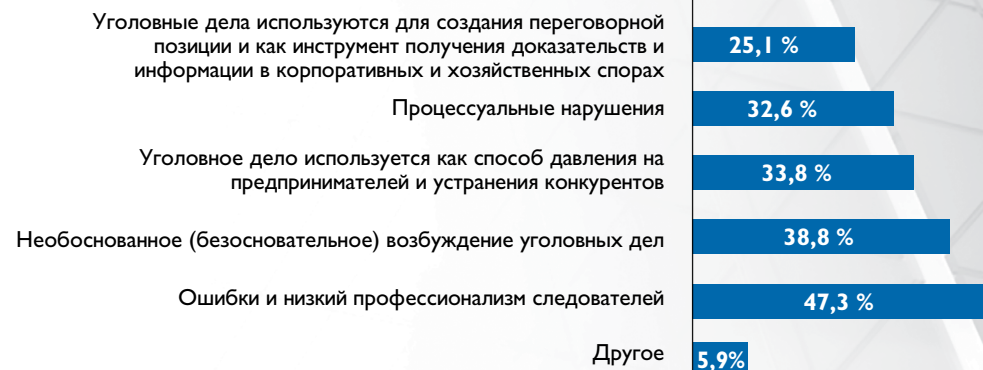 Уголовные дела используются для создания переговорной
позиции и как инструмент получения доказательств и
информации в корпоративных и хозяйственных спорах
25,1 %
Процессуальные нарушения
32,6 %
Уголовное дело используется как способ давления на
предпринимателей и устранения конкурентов
33,8 %
Необоснованное (безосновательное) возбуждение уголовных дел
38,8 %
Ошибки и низкий профессионализм следователей
47,3 %
Другое
5,9%